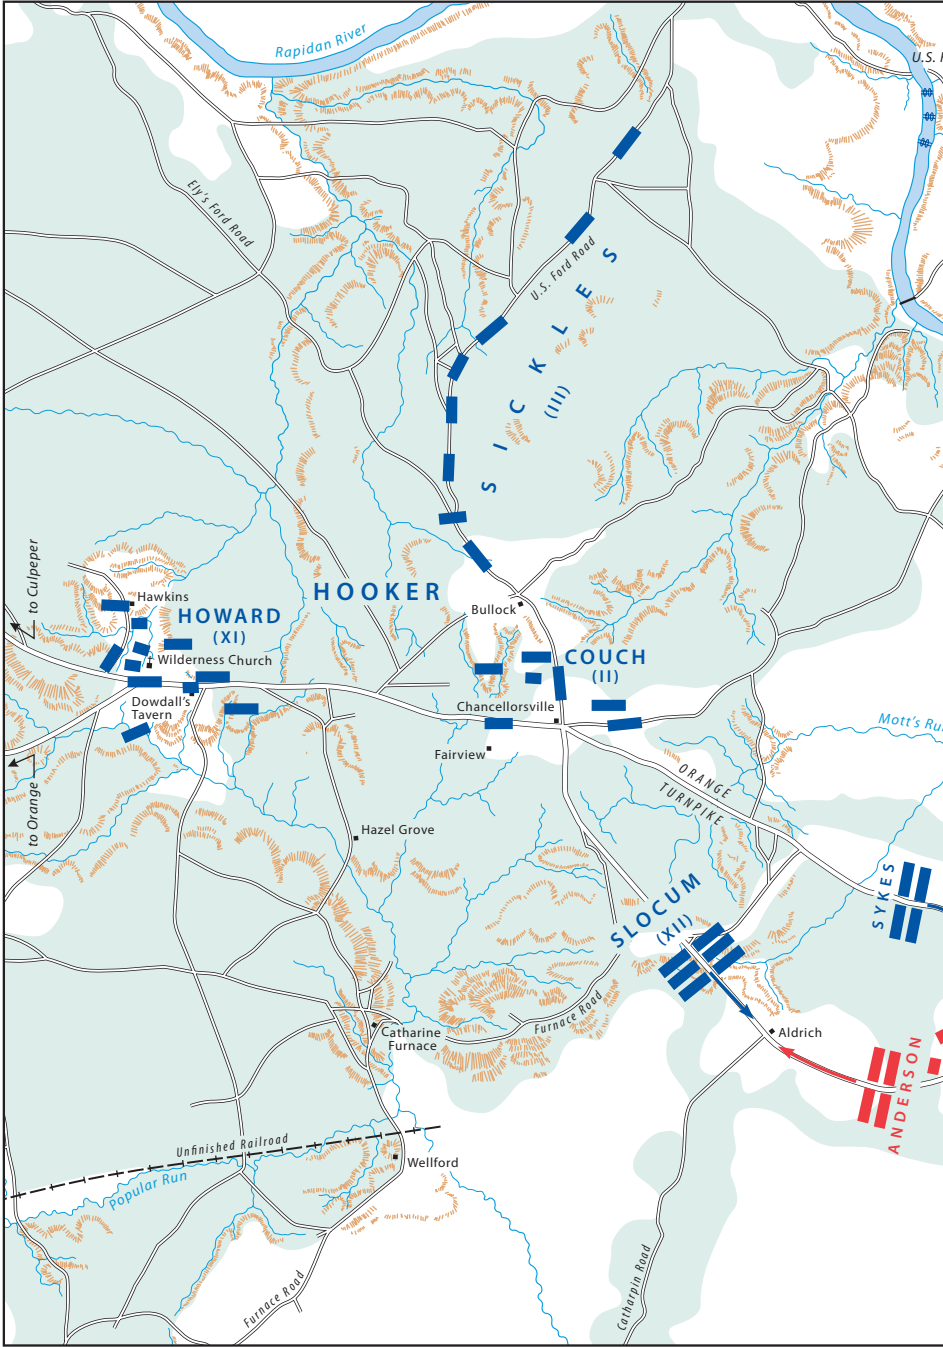 Rapidan River
U.S. F
Ely's Ford Road
U.S. Ford Road
SICKLES
(III)
to Culpeper
Hawkins
HOWARD
(XI)
HOOKER
Bullock
Wilderness Church
COUCH
(II)
Dowdall's
Tavern
Chancellorsville
Fairview
Mott's Ru
to Orange
ORANGE
TURNPIKE
Hazel Grove
SYKES
SLOCUM
(XII)
Furnace Road
Catharine
Furnace
Aldrich
ANDERSON
Unfinished Railroad
Popular Run
Wellford
Furnace Road
Catharpin Road